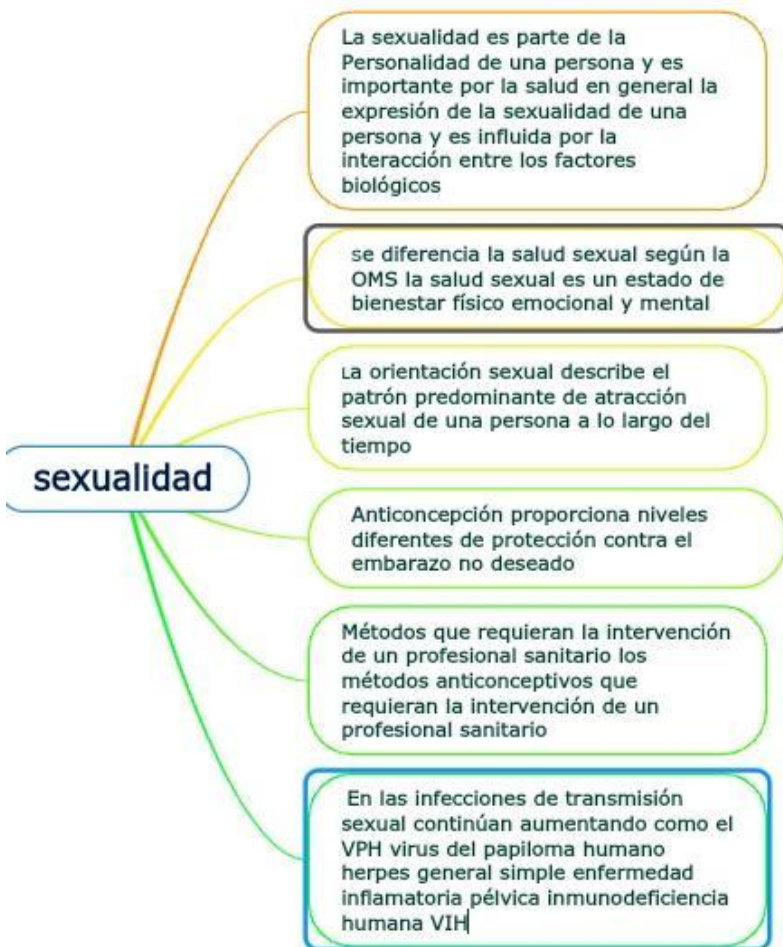 La sexualidad es parte de la
Personalidad de una persona y es
importante por la salud en general la
expresión de la sexualidad de una
persona y es influida por la
interacción entre los factores
biológicos
se diferencia la salud sexual según la
OMS la salud sexual es un estado de
bienestar físico emocional y mental
La orientación sexual describe el
patrón predominante de atracción
sexual de una persona a lo largo del
tiempo
sexualidad
Anticoncepción proporciona niveles
diferentes de protección contra el
embarazo no deseado
Métodos que requieran la intervención
de un profesional sanitario los
métodos anticonceptivos que
requieran la intervención de un
profesional sanitario
En las infecciones de transmisión
sexual continúan aumentando como el
VPH virus del papiloma humano
herpes general simple enfermedad
inflamatoria pélvica inmunodeficiencia
humana VIH